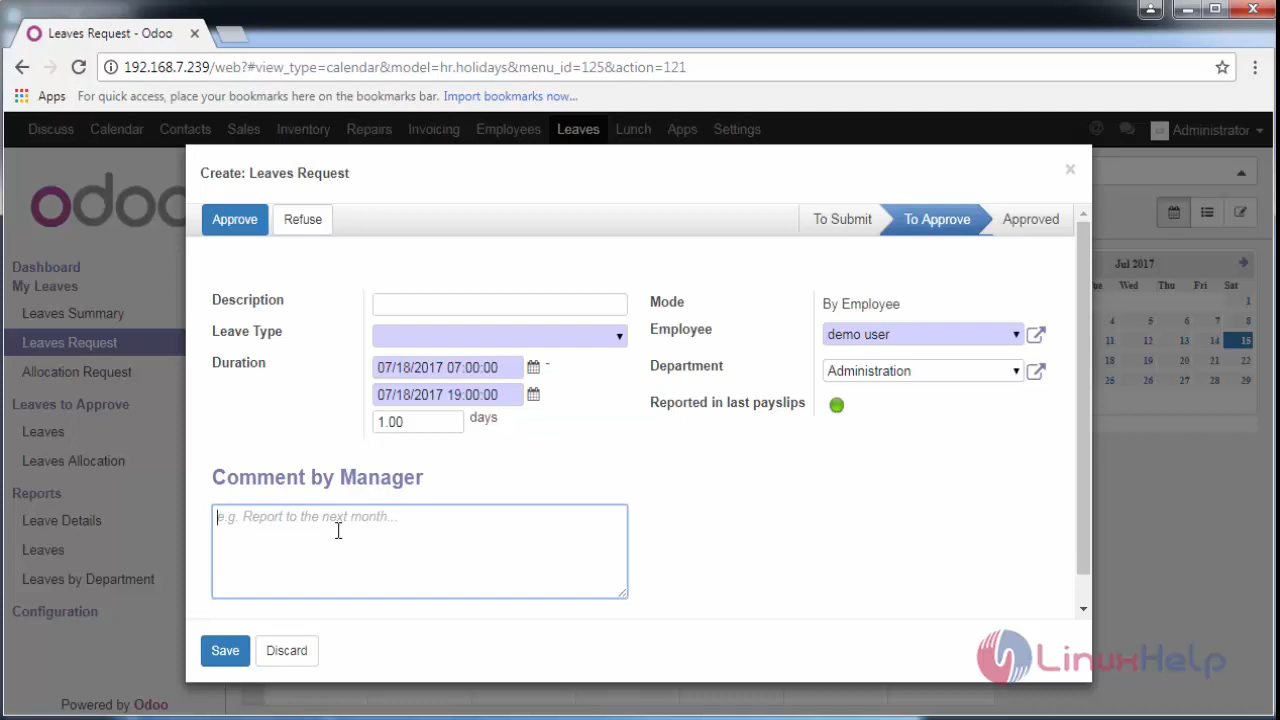 Leaves Request - Odoo
192.168.7.239/web?#view_type=calendar&model=hr.holidays&menu_id=125&action=121
Apps For quick access, place your bookmarks here on the bookmarks bar. Import bookmarks now...
Discuss Calendar Contacts Sales Inventory Repairs Invoicing Employees Leaves Lunch Apps Settings Administrator
odoo
Dashboard
My Leaves
Leaves Summary
Leaves Request
Allocation Request
Leaves to Approve
Leaves
Leaves Allocation
Reports
Leave Details
Leaves
Leaves by Department
Configuration
Powered by Odoo
Create: Leaves Request ×
Approve Refuse To Submit To Approve Approved
Description
Leave Type
Duration 07/18/2017 07:00:00 -
07/18/2017 19:00:00
1.00 days
Mode By Employee
Employee demo user
Department Administration
Reported in last payslips
Comment by Manager
e.g. Report to the next month...
Save Discard
Jul 2017
ue Wed Thu Fri Sat
1
4 5 6 7 8
11 12 13 14 15
18 19 20 21 22
25 26 27 28 29
LinuxHelp